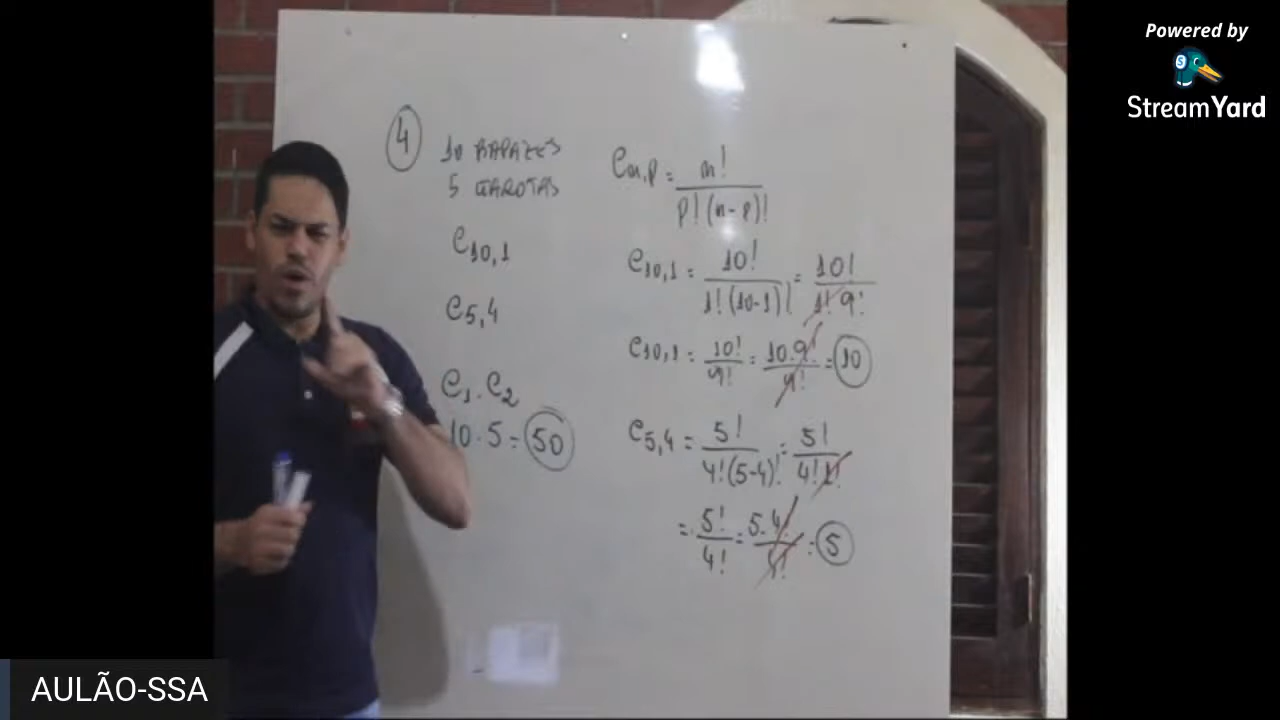 Powered by
StreamYard
4
10 RAPAZES
5 GAROTAS
C10,1
C5,4
C1 . C2
10 . 5 = 50
Cn,p = n! / p!(n-p)!
C10,1 = 10! / 1!(10-1)! = 10! / 1! 9!
C10,1 = 10! / 9! = 10.9! / 9! = 10
C5,4 = 5! / 4!(5-4)! = 5! / 4! 1!
= 5! / 4! = 5.4! / 4! = 5
AULÃO-SSA